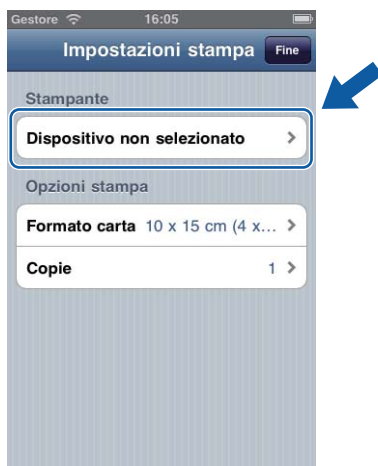 Gestore 16:05
Impostazioni stampa Fine
Stampante
Dispositivo non selezionato
Opzioni stampa
Formato carta 10 x 15 cm (4 x...
Copie 1